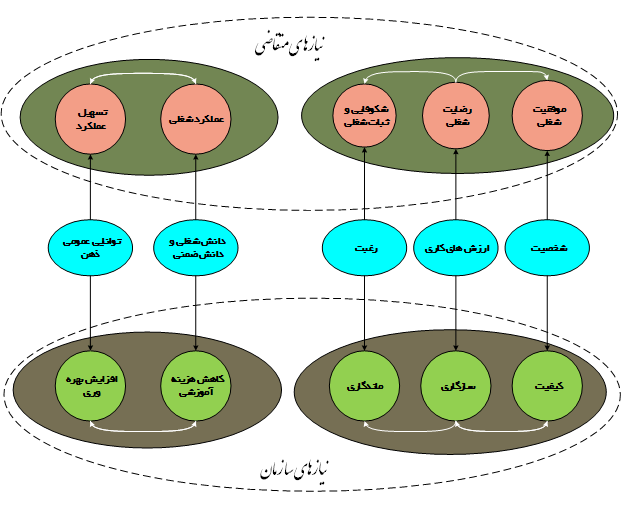 نیازهای متقاضی
موفقیت
شغلی
رضایت
شغلی
شکوفایی و
ثبات شغلی
عملکرد شغلی
تسهیل
عملکرد
شخصیت
ارزش های کاری
رغبت
دانش شغلی و
دانش ضمنی
توانایی عمومی
ذهن
کیفیت
سازگاری
ماندگاری
کاهش هزینه
آموزشی
افزایش بهره
وری
نیازهای سازمان